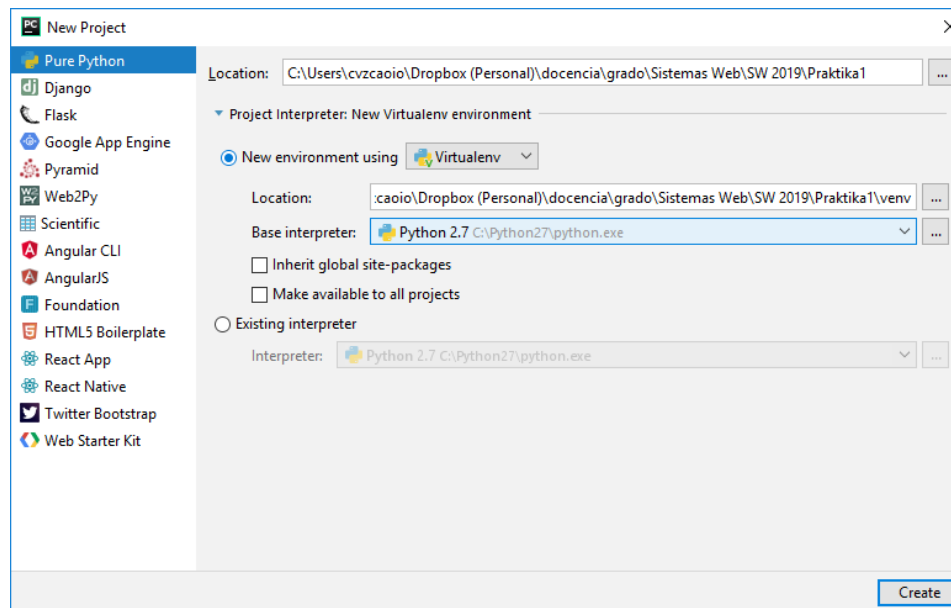 New Project
Pure Python
Django
Flask
Google App Engine
Pyramid
Web2Py
Scientific
Angular CLI
AngularJS
Foundation
HTML5 Boilerplate
React App
React Native
Twitter Bootstrap
Web Starter Kit
Location: C:\Users\cvzcaoio\Dropbox (Personal)\docencia\grado\Sistemas Web\SW 2019\Praktika1 ...
Project Interpreter: New Virtualenv environment
New environment using Virtualenv
Location: :caoio\Dropbox (Personal)\docencia\grado\Sistemas Web\SW 2019\Praktika1\venv ...
Base interpreter: Python 2.7 C:\Python27\python.exe ...
Inherit global site-packages
Make available to all projects
Existing interpreter
Interpreter: Python 2.7 C:\Python27\python.exe ...
Create